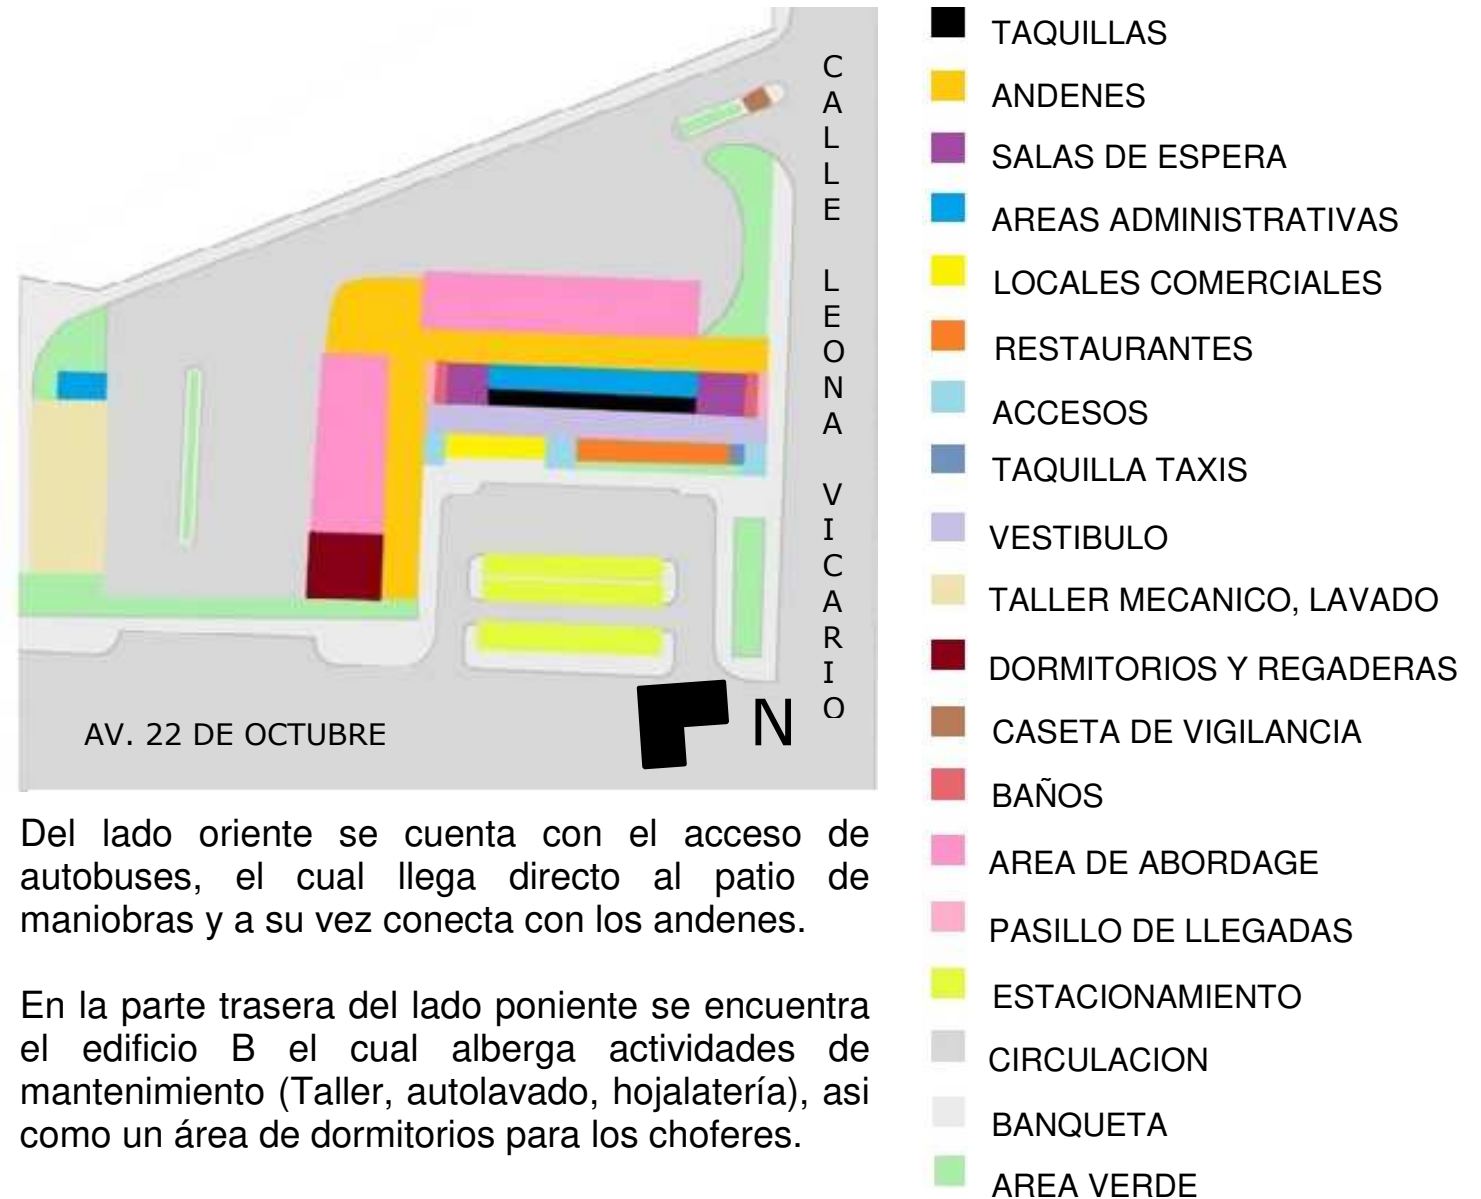 CALLE LEONA VICARIO
AV. 22 DE OCTUBRE
N
Del lado oriente se cuenta con el acceso de
autobuses, el cual llega directo al patio de
maniobras y a su vez conecta con los andenes.
En la parte trasera del lado poniente se encuentra
el edificio B el cual alberga actividades de
mantenimiento (Taller, autolavado, hojalatería), asi
como un área de dormitorios para los choferes.
TAQUILLAS
ANDENES
SALAS DE ESPERA
AREAS ADMINISTRATIVAS
LOCALES COMERCIALES
RESTAURANTES
ACCESOS
TAQUILLA TAXIS
VESTIBULO
TALLER MECANICO, LAVADO
DORMITORIOS Y REGADERAS
CASETA DE VIGILANCIA
BAÑOS
AREA DE ABORDAGE
PASILLO DE LLEGADAS
ESTACIONAMIENTO
CIRCULACION
BANQUETA
AREA VERDE